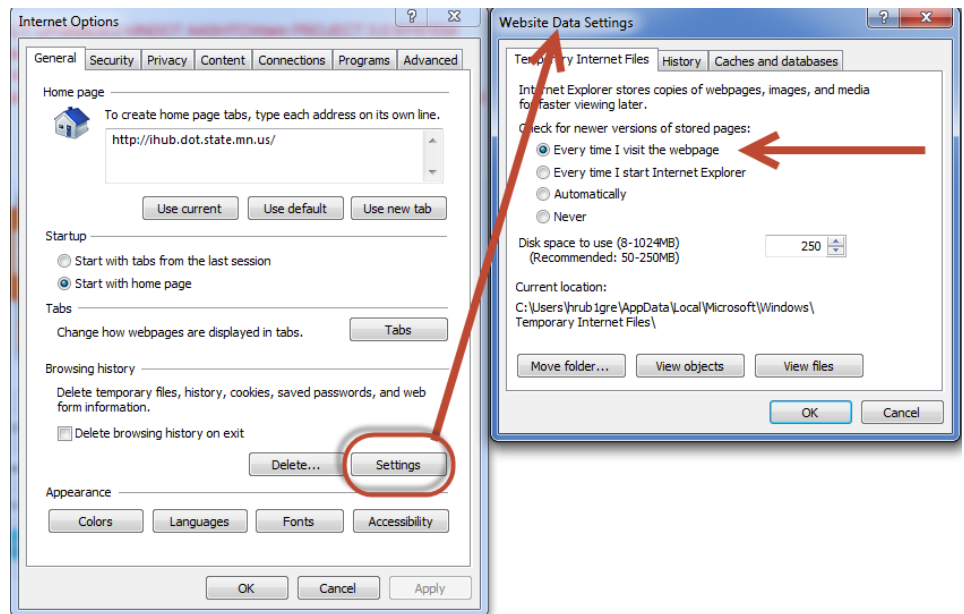 Internet Options
General Security Privacy Content Connections Programs Advanced
Home page
To create home page tabs, type each address on its own line.
http://ihub.dot.state.mn.us/
Use current Use default Use new tab
Startup
Start with tabs from the last session
Start with home page
Tabs
Change how webpages are displayed in tabs.
Tabs
Browsing history
Delete temporary files, history, cookies, saved passwords, and web
form information.
Delete browsing history on exit
Delete... Settings
Appearance
Colors Languages Fonts Accessibility
OK Cancel Apply
Website Data Settings
Temporary Internet Files History Caches and databases
Internet Explorer stores copies of webpages, images, and media
for faster viewing later.
Check for newer versions of stored pages:
Every time I visit the webpage
Every time I start Internet Explorer
Automatically
Never
Disk space to use (8-1024MB) 250
(Recommended: 50-250MB)
Current location:
C:\Users\hrub1gre\AppData\Local\Microsoft\Windows\
Temporary Internet Files\
Move folder... View objects View files
OK Cancel